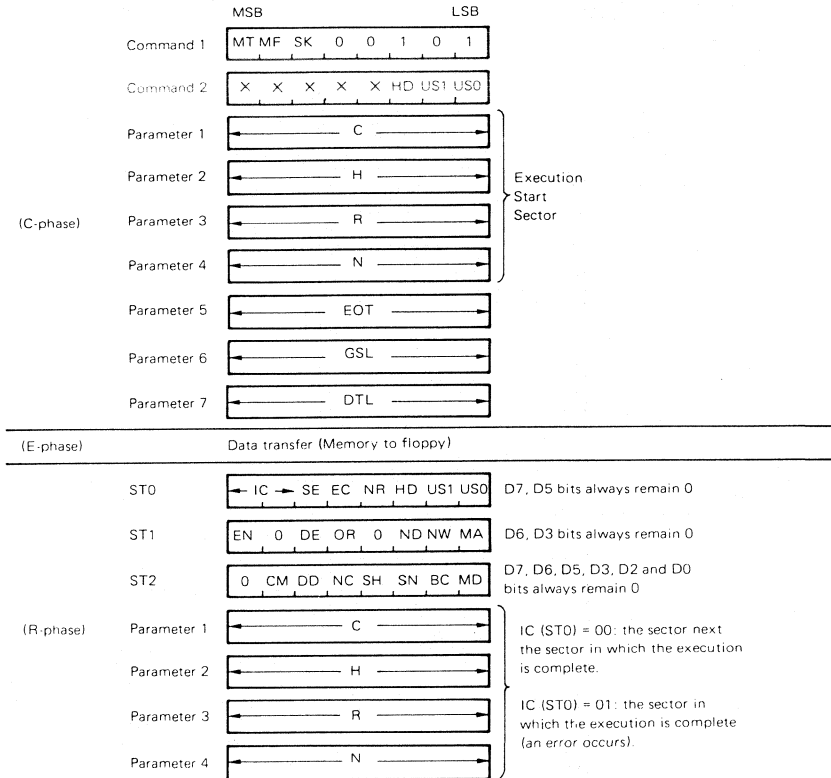 MSB LSB
Command 1 MT MF SK 0 0 1 0 1
Command 2 × × × × × HD US1 US0
Parameter 1 C
Parameter 2 H
Execution
Start
Sector
(C-phase) Parameter 3 R
Parameter 4 N
Parameter 5 EOT
Parameter 6 GSL
Parameter 7 DTL
(E-phase) Data transfer (Memory to floppy)
ST0 IC SE EC NR HD US1 US0 D7, D5 bits always remain 0
ST1 EN 0 DE OR 0 ND NW MA D6, D3 bits always remain 0
ST2 0 CM DD NC SH SN BC MD D7, D6, D5, D3, D2 and D0
bits always remain 0
(R-phase) Parameter 1 C
Parameter 2 H
Parameter 3 R
Parameter 4 N
IC (ST0) = 00: the sector next
the sector in which the execution
is complete.
IC (ST0) = 01: the sector in
which the execution is complete
(an error occurs).